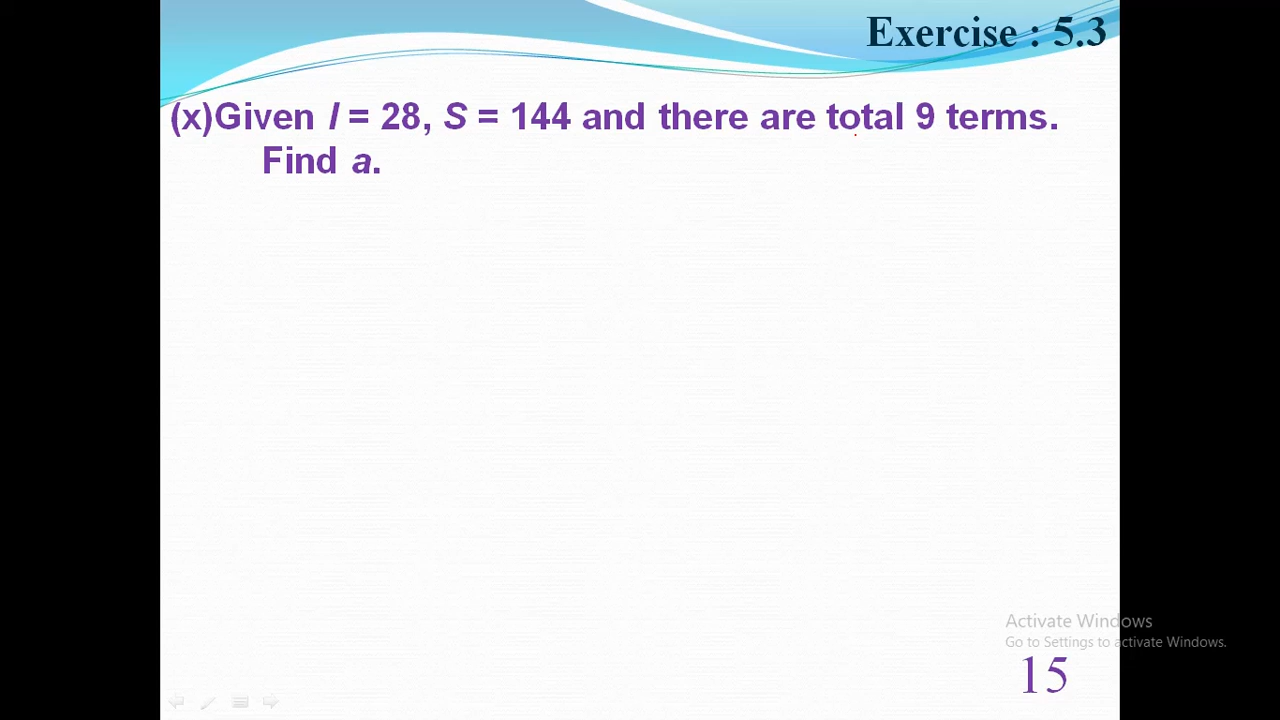 Exercise : 5.3
(x)Given l = 28, S = 144 and there are total 9 terms.
Find a.
Activate Windows
Go to Settings to activate Windows.
15